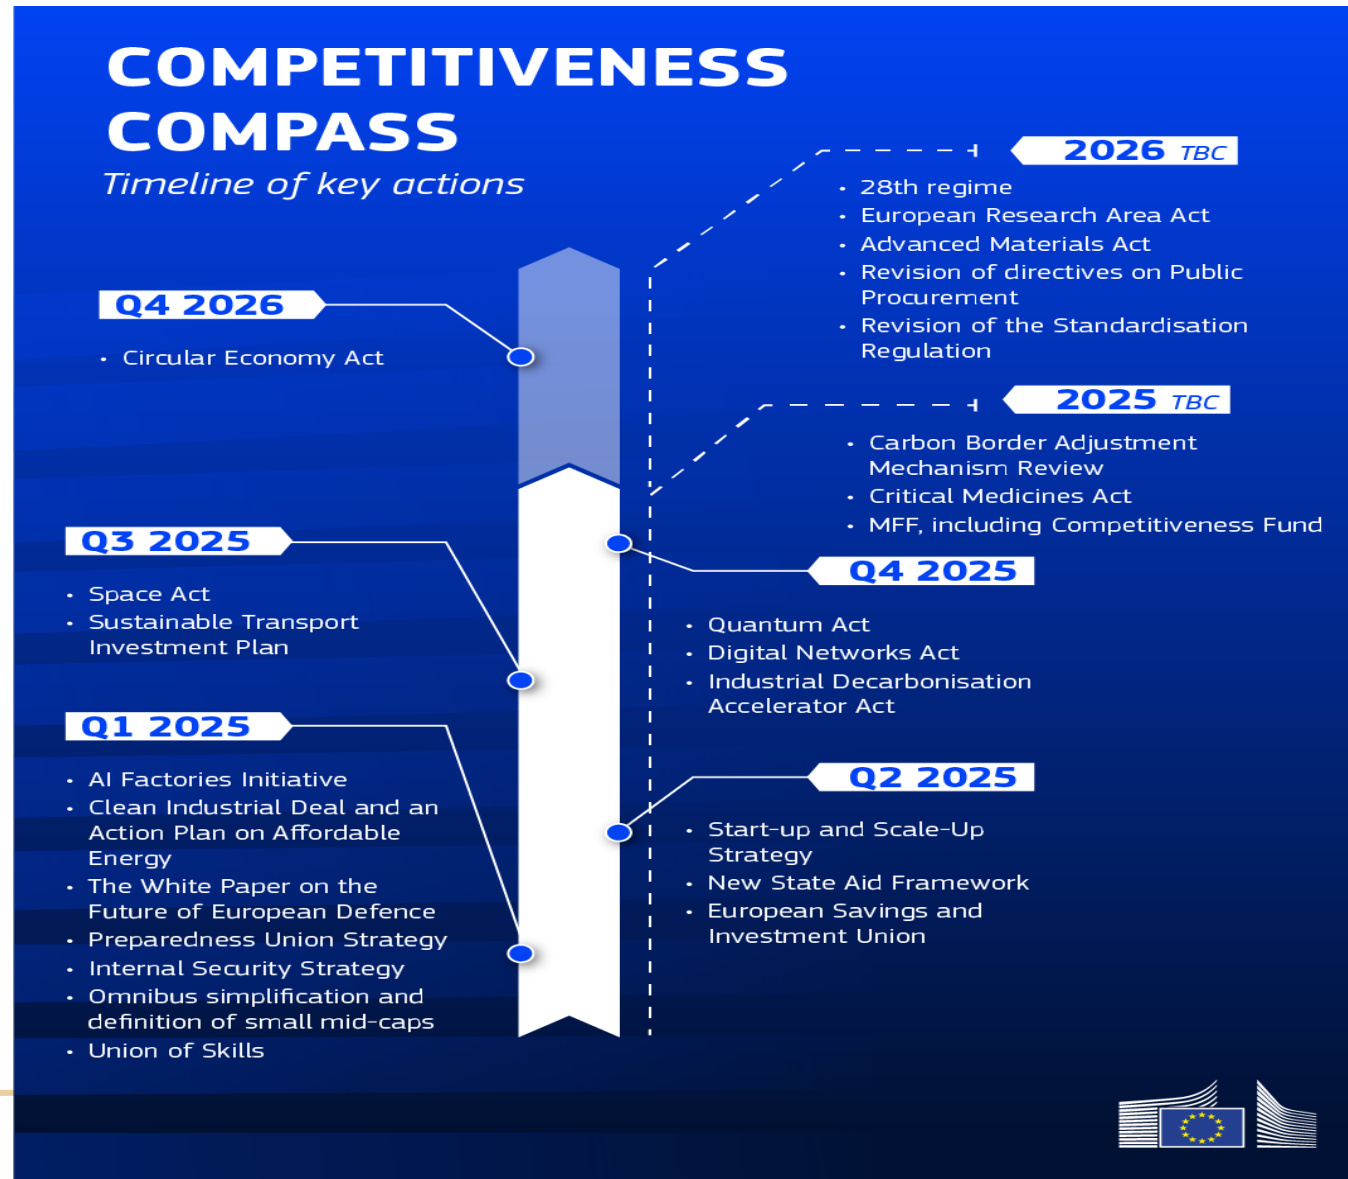 COMPETITIVENESS
COMPASS
Timeline of key actions
2026 TBC
• 28th regime
• European Research Area Act
• Advanced Materials Act
• Revision of directives on Public
Procurement
• Revision of the Standardisation
Regulation
Q4 2026
• Circular Economy Act
2025 TBC
• Carbon Border Adjustment
Mechanism Review
• Critical Medicines Act
• MFF, including Competitiveness Fund
Q3 2025
• Space Act
• Sustainable Transport
Investment Plan
Q4 2025
• Quantum Act
• Digital Networks Act
• Industrial Decarbonisation
Accelerator Act
Q1 2025
• AI Factories Initiative
• Clean Industrial Deal and an
Action Plan on Affordable
Energy
• The White Paper on the
Future of European Defence
• Preparedness Union Strategy
• Internal Security Strategy
• Omnibus simplification and
definition of small mid-caps
• Union of Skills
Q2 2025
• Start-up and Scale-Up
Strategy
• New State Aid Framework
• European Savings and
Investment Union